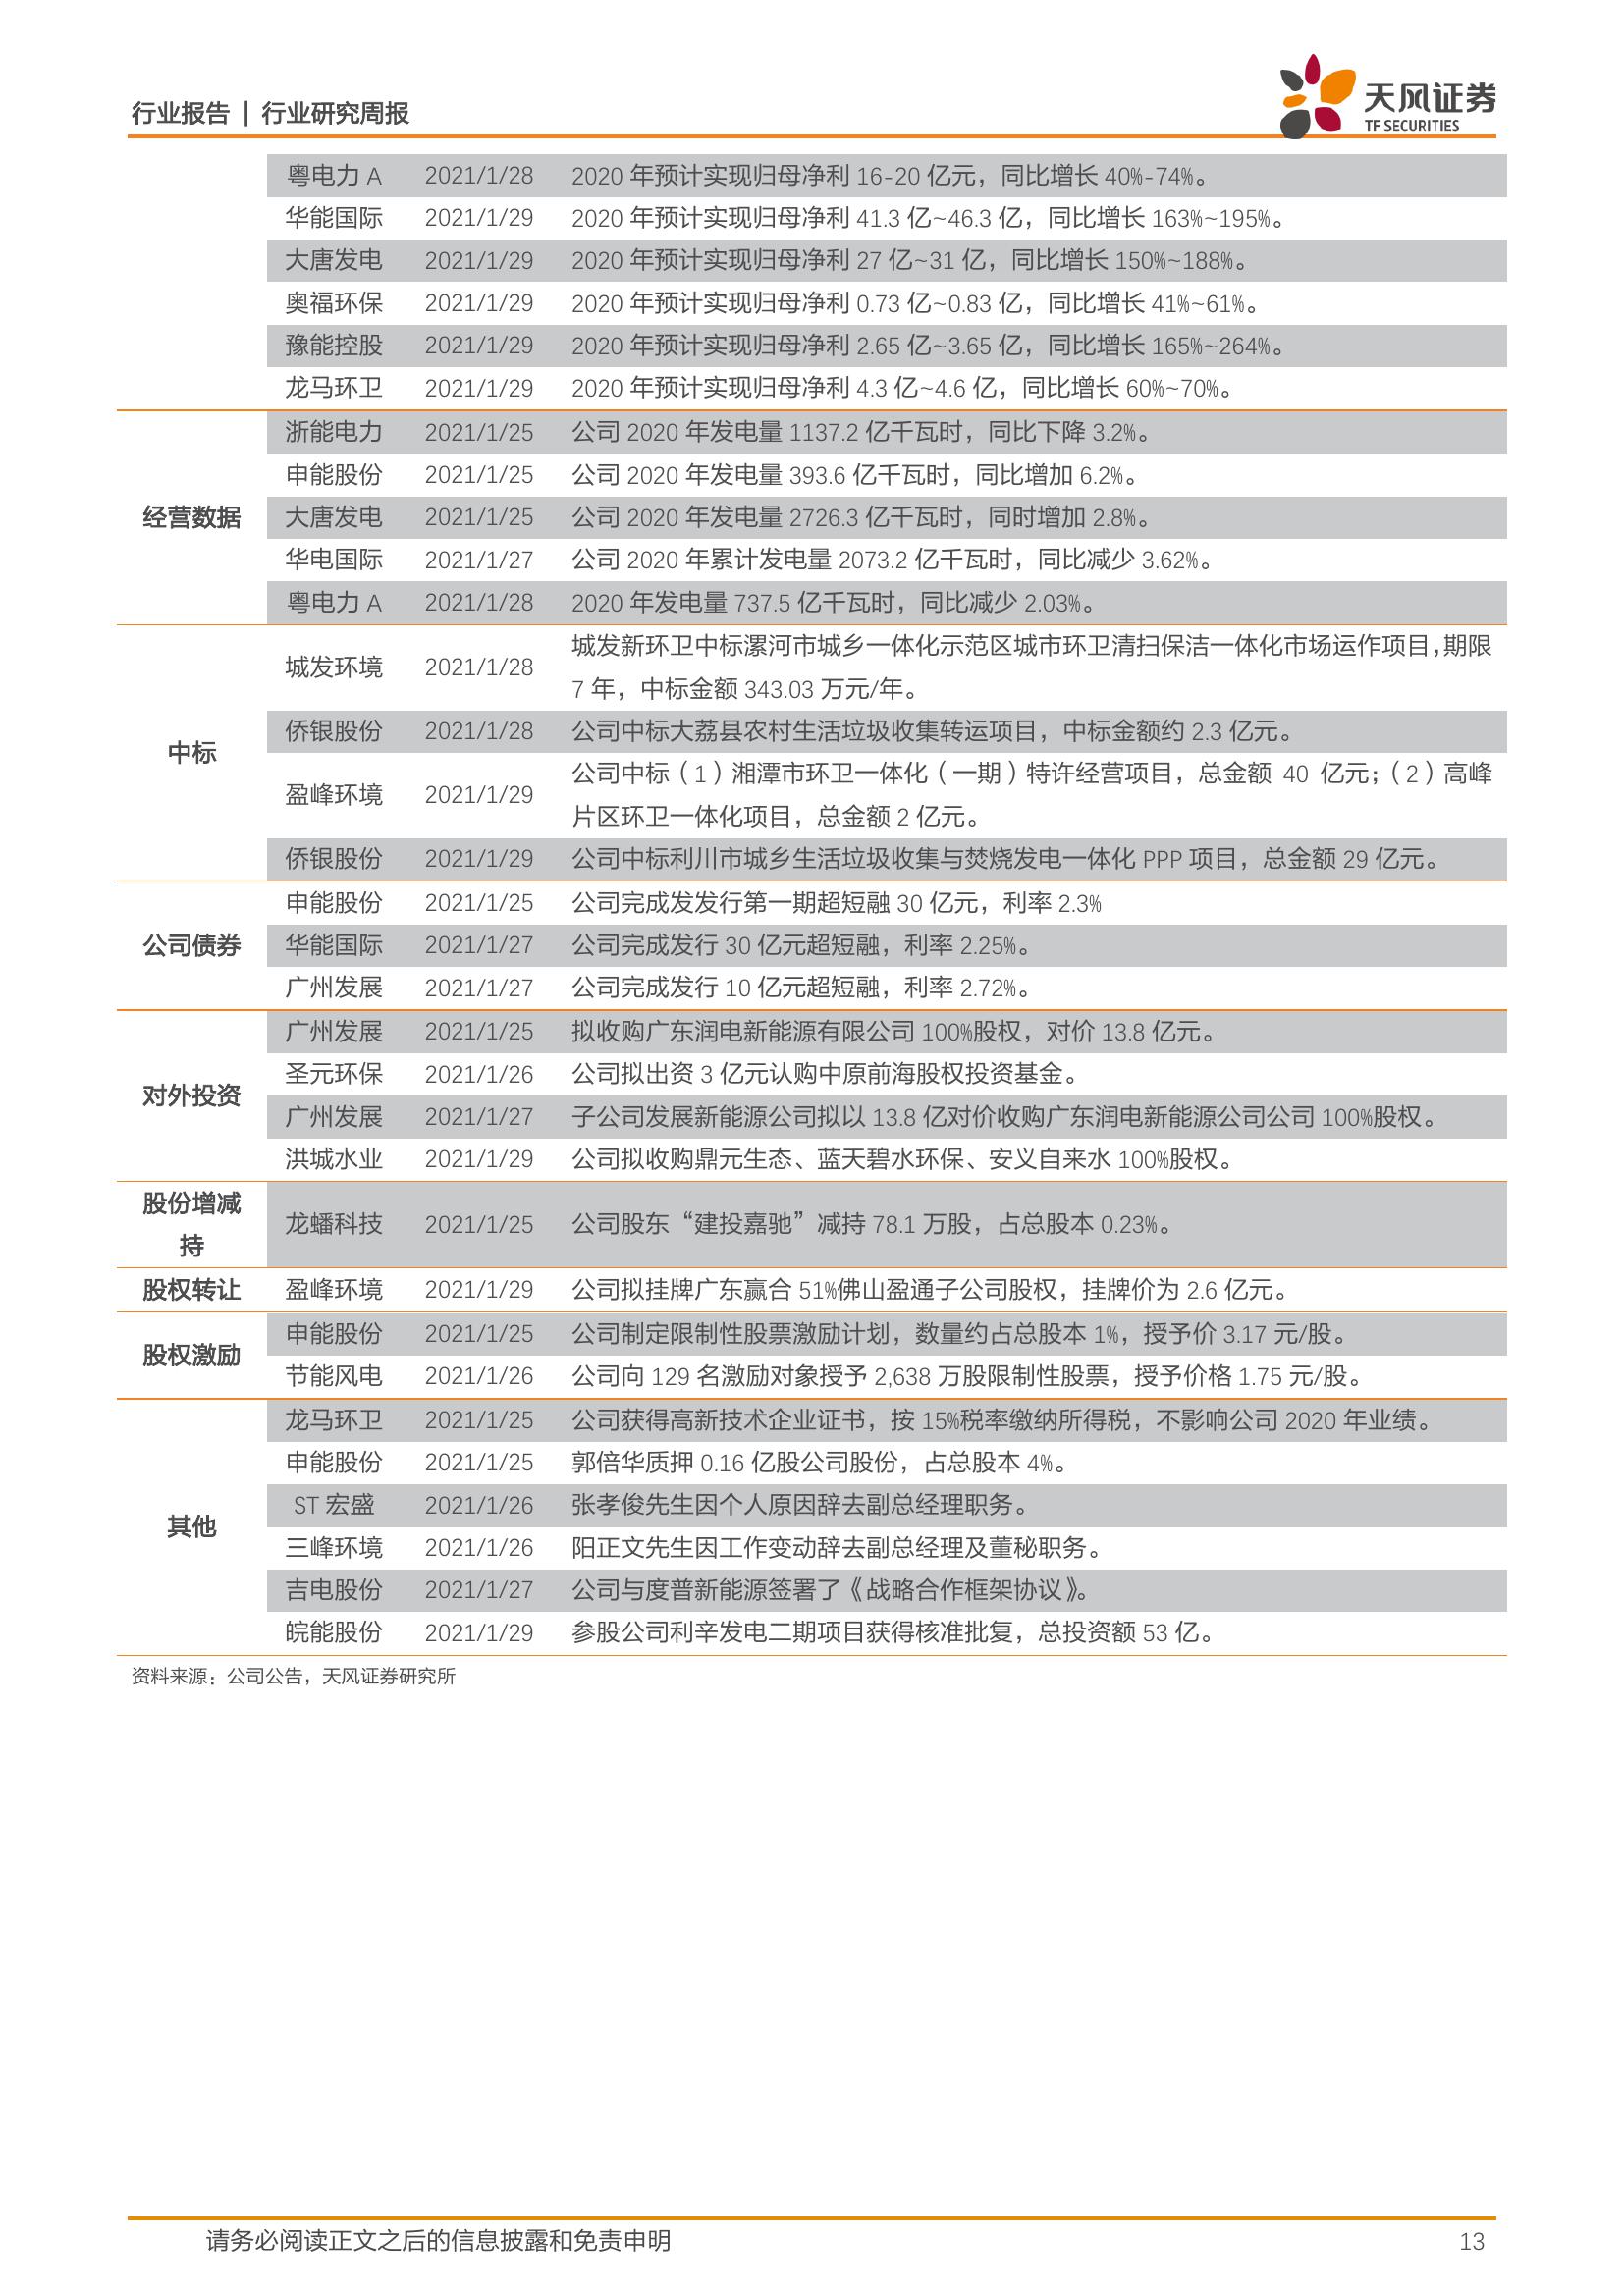 行业报告 | 行业研究周报
天风证券
TF SECURITIES
粤电力 A 2021/1/28 2020 年预计实现归母净利 16-20 亿元，同比增长 40%-74%。
华能国际 2021/1/29 2020 年预计实现归母净利 41.3 亿~46.3 亿，同比增长 163%~195%。
大唐发电 2021/1/29 2020 年预计实现归母净利 27 亿~31 亿，同比增长 150%~188%。
奥福环保 2021/1/29 2020 年预计实现归母净利 0.73 亿~0.83 亿，同比增长 41%~61%。
豫能控股 2021/1/29 2020 年预计实现归母净利 2.65 亿~3.65 亿，同比增长 165%~264%。
龙马环卫 2021/1/29 2020 年预计实现归母净利 4.3 亿~4.6 亿，同比增长 60%~70%。
经营数据
浙能电力 2021/1/25 公司 2020 年发电量 1137.2 亿千瓦时，同比下降 3.2%。
申能股份 2021/1/25 公司 2020 年发电量 393.6 亿千瓦时，同比增加 6.2%。
大唐发电 2021/1/25 公司 2020 年发电量 2726.3 亿千瓦时，同时增加 2.8%。
华电国际 2021/1/27 公司 2020 年累计发电量 2073.2 亿千瓦时，同比减少 3.62%。
粤电力 A 2021/1/28 2020 年发电量 737.5 亿千瓦时，同比减少 2.03%。
中标
城发环境 2021/1/28 城发新环卫中标漯河市城乡一体化示范区城市环卫清扫保洁一体化市场运作项目，期限
7 年，中标金额 343.03 万元/年。
侨银股份 2021/1/28 公司中标大荔县农村生活垃圾收集转运项目，中标金额约 2.3 亿元。
盈峰环境 2021/1/29 公司中标（1）湘潭市环卫一体化（一期）特许经营项目，总金额 40 亿元；（2）高峰
片区环卫一体化项目，总金额 2 亿元。
侨银股份 2021/1/29 公司中标利川市城乡生活垃圾收集与焚烧发电一体化 PPP 项目，总金额 29 亿元。
公司债券
申能股份 2021/1/25 公司完成发发行第一期超短融 30 亿元，利率 2.3%
华能国际 2021/1/27 公司完成发行 30 亿元超短融，利率 2.25%。
广州发展 2021/1/27 公司完成发行 10 亿元超短融，利率 2.72%。
对外投资
广州发展 2021/1/25 拟收购广东润电新能源有限公司 100%股权，对价 13.8 亿元。
圣元环保 2021/1/26 公司拟出资 3 亿元认购中原前海股权投资基金。
广州发展 2021/1/27 子公司发展新能源公司拟以 13.8 亿对价收购广东润电新能源公司公司 100%股权。
洪城水业 2021/1/29 公司拟收购鼎元生态、蓝天碧水环保、安义自来水 100%股权。
股份增减
持
龙蟠科技 2021/1/25 公司股东“建投嘉驰”减持 78.1 万股，占总股本 0.23%。
股权转让 盈峰环境 2021/1/29 公司拟挂牌广东赢合 51%佛山盈通子公司股权，挂牌价为 2.6 亿元。
股权激励
申能股份 2021/1/25 公司制定限制性股票激励计划，数量约占总股本 1%，授予价 3.17 元/股。
节能风电 2021/1/26 公司向 129 名激励对象授予 2,638 万股限制性股票，授予价格 1.75 元/股。
其他
龙马环卫 2021/1/25 公司获得高新技术企业证书，按 15%税率缴纳所得税，不影响公司 2020 年业绩。
申能股份 2021/1/25 郭倍华质押 0.16 亿股公司股份，占总股本 4%。
ST 宏盛 2021/1/26 张孝俊先生因个人原因辞去副总经理职务。
三峰环境 2021/1/26 阳正文先生因工作变动辞去副总经理及董秘职务。
吉电股份 2021/1/27 公司与度普新能源签署了《战略合作框架协议》。
皖能股份 2021/1/29 参股公司利辛发电二期项目获得核准批复，总投资额 53 亿。
资料来源：公司公告，天风证券研究所
请务必阅读正文之后的信息披露和免责申明 13